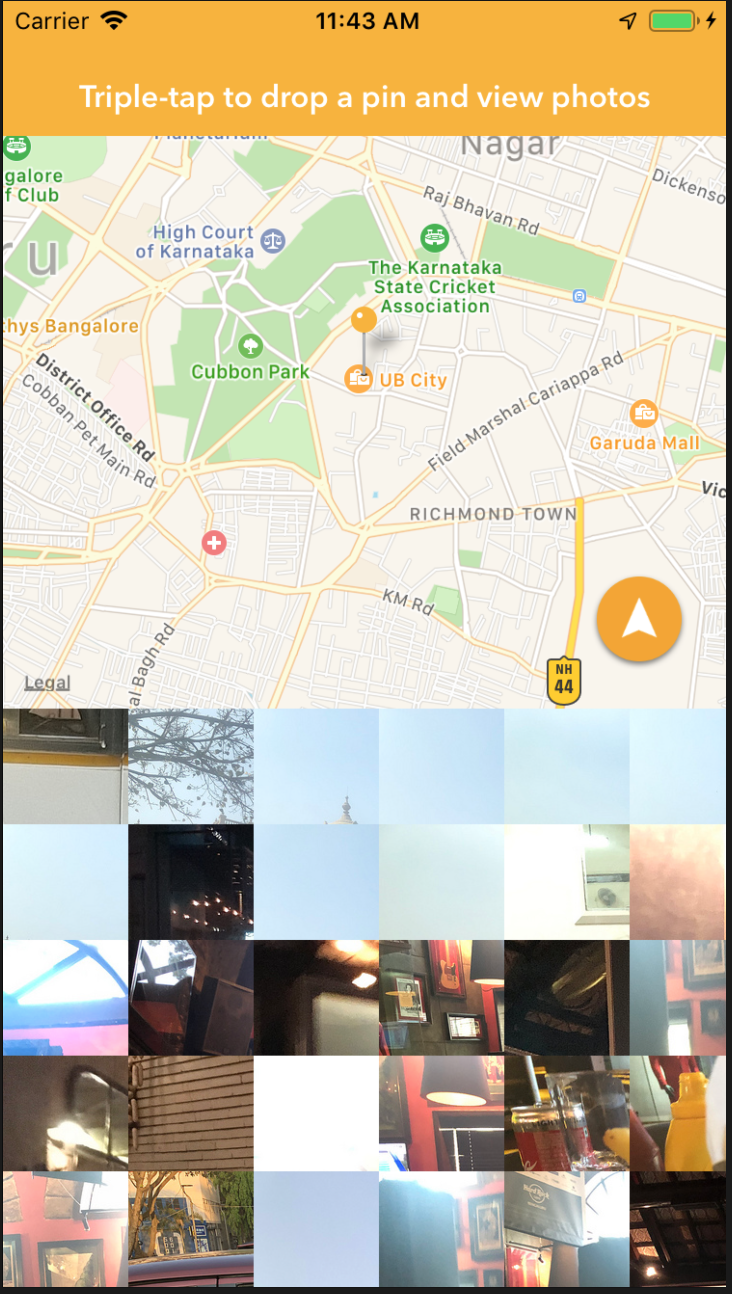 Carrier
11:43 AM
Triple-tap to drop a pin and view photos
Nagar
Dickenso
galore
f Club
Raj Bhavan Rd
High Court
of Karnataka
ru
The Karnataka
State Cricket
Association
thys Bangalore
Cubbon Park
UB City
District Office Rd
Cobban Pet Main Rd
Field Marshal Cariappa Rd
Garuda Mall
Vic
RICHMOND TOWN
KM Rd
al Bagh Rd
Legal
NH
44
Hard Rock